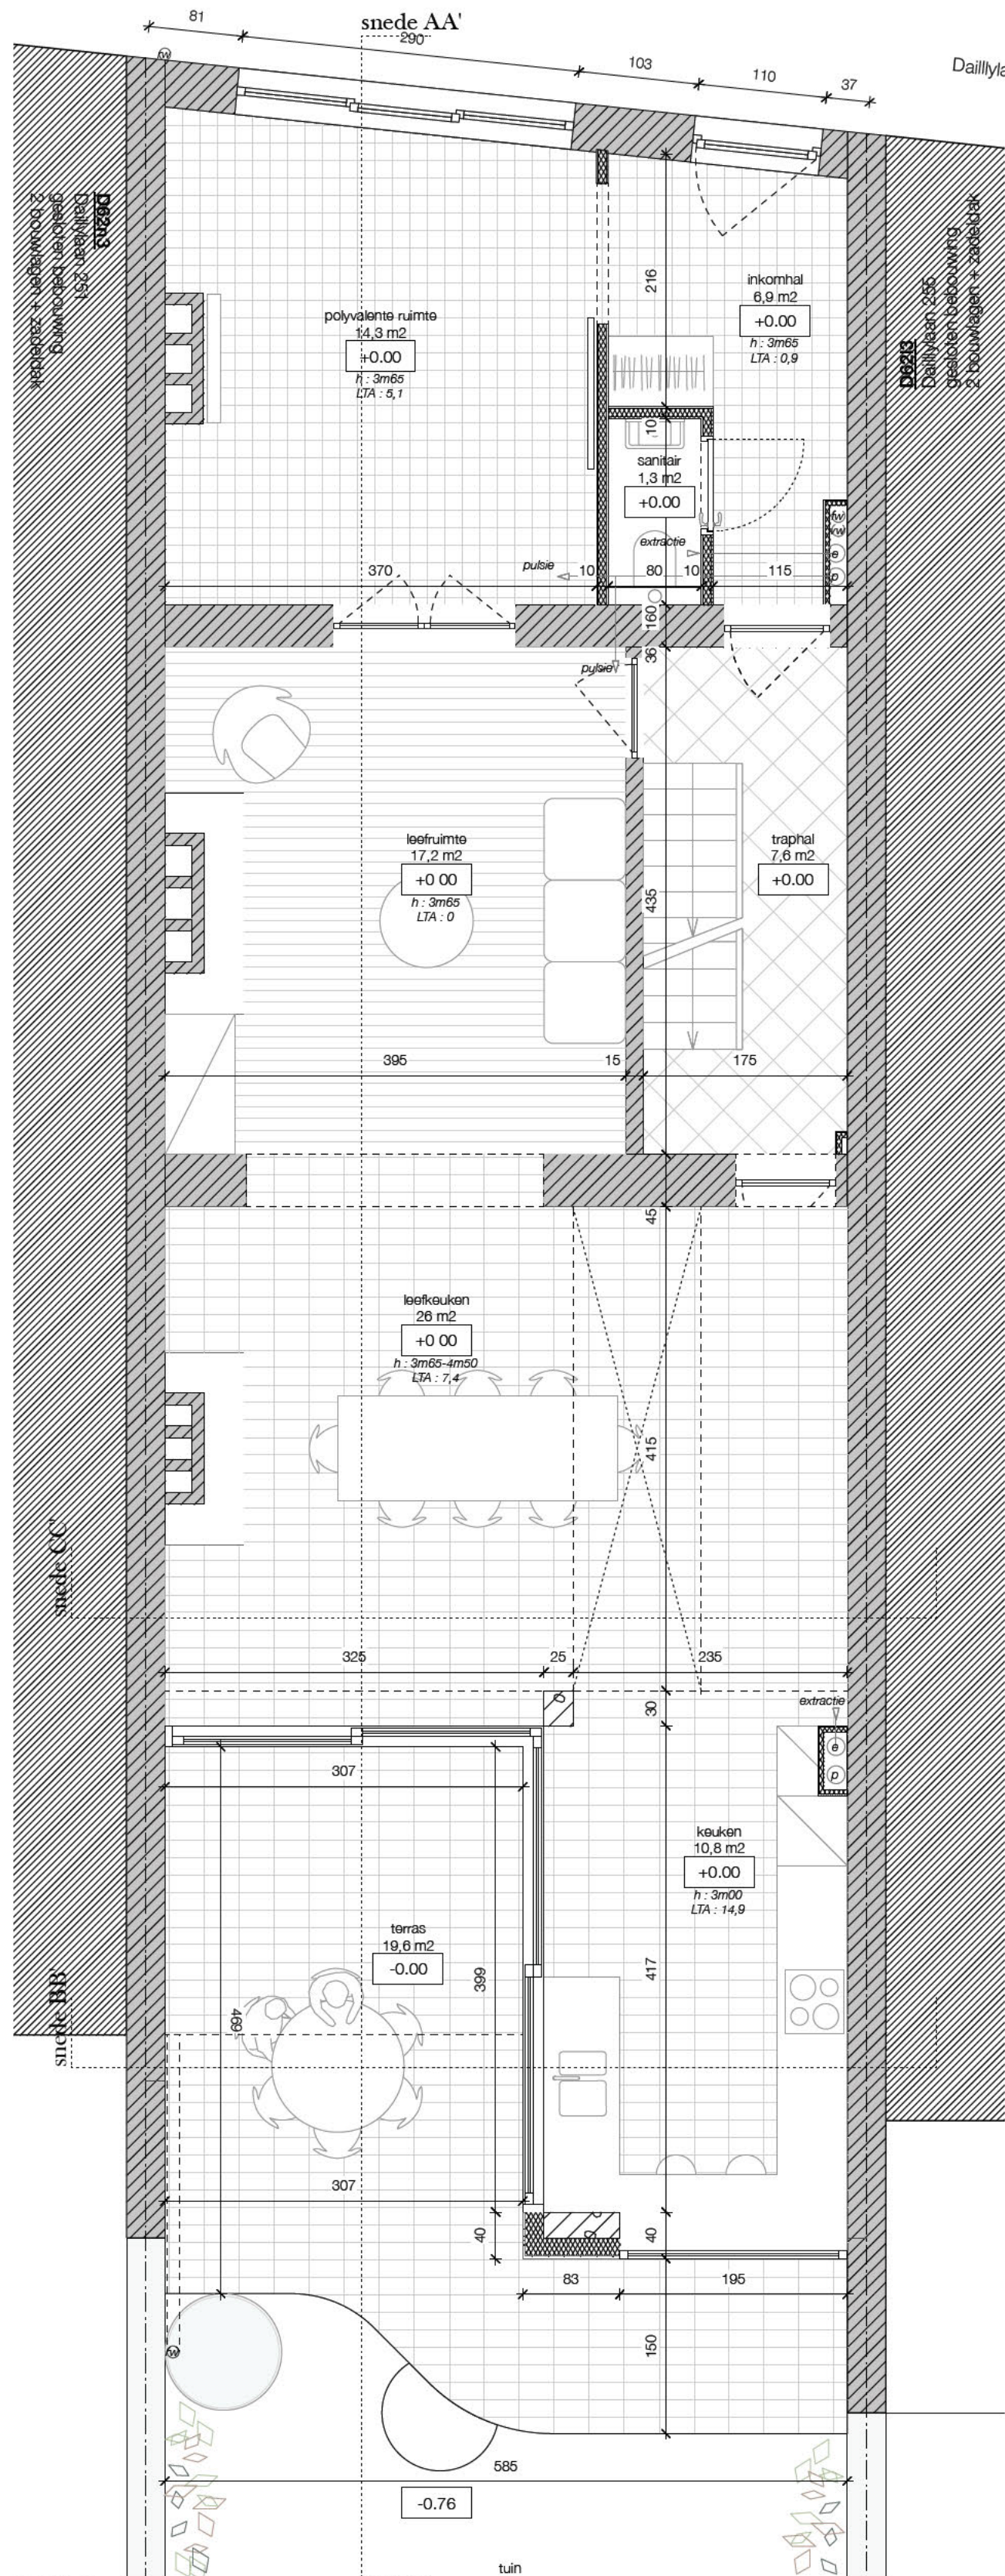 snede AA'
81
290
103
110
37
rw
D62n3
Daillylaan 251
gesloten bebouwing
2 bouwlagen + zadeldak
polyvalente ruimte
14,3 m2
+0.00
h : 3m65
LTA : 5,1
216
inkomhal
6,9 m2
+0.00
h : 3m65
LTA : 0,9
D62l3
Daillylaan 255
gesloten bebouwing
2 bouwlagen + zadeldak
10
sanitair
1,3 m2
+0.00
extractie
rw
vw
e
p
pulsie
370
10
80
10
115
160
36
pulsie
leefruimte
17,2 m2
+0 00
h : 3m65
LTA : 0
traphal
7,6 m2
+0.00
435
395
15
175
45
leefkeuken
26 m2
+0 00
h : 3m65-4m50
LTA : 7,4
415
snede CC'
325
25
235
30
extractie
e
p
307
keuken
10,8 m2
+0.00
h : 3m00
LTA : 14,9
terras
19,6 m2
-0.00
399
417
469
snede BB'
307
40
40
83
195
150
rw
585
-0.76
tuin